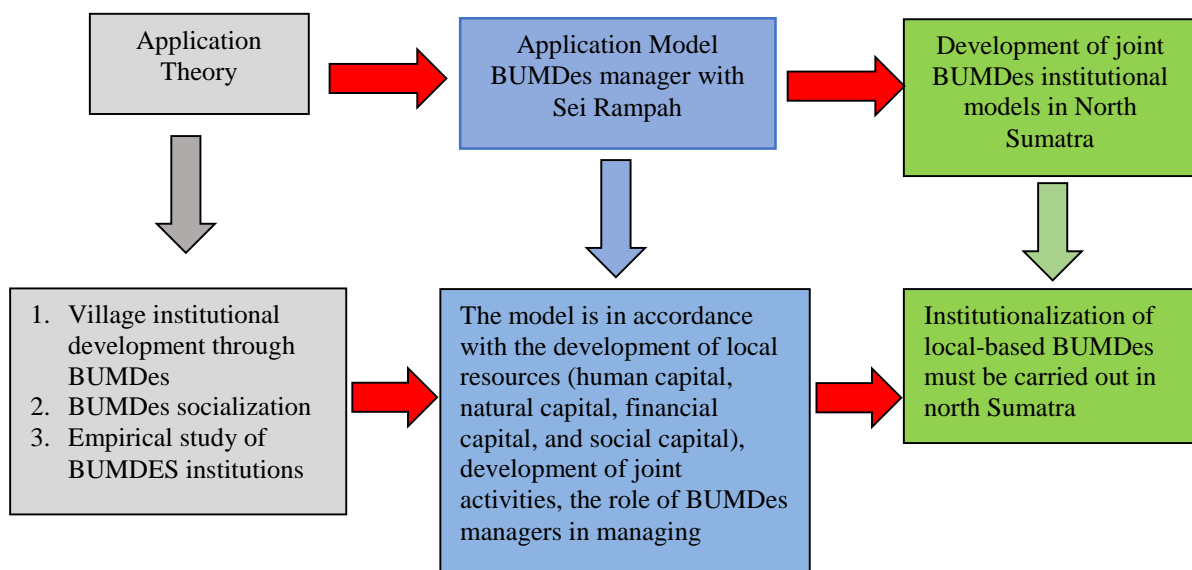 Application
Theory
Application Model
BUMDes manager with
Sei Rampah
Development of joint
BUMDes institutional
models in North
Sumatra
1. Village institutional
development through
BUMDes
2. BUMDes socialization
3. Empirical study of
BUMDES institutions
The model is in accordance
with the development of local
resources (human capital,
natural capital, financial
capital, and social capital),
development of joint
activities, the role of BUMDes
managers in managing
Institutionalization of
local-based BUMDes
must be carried out in
north Sumatra